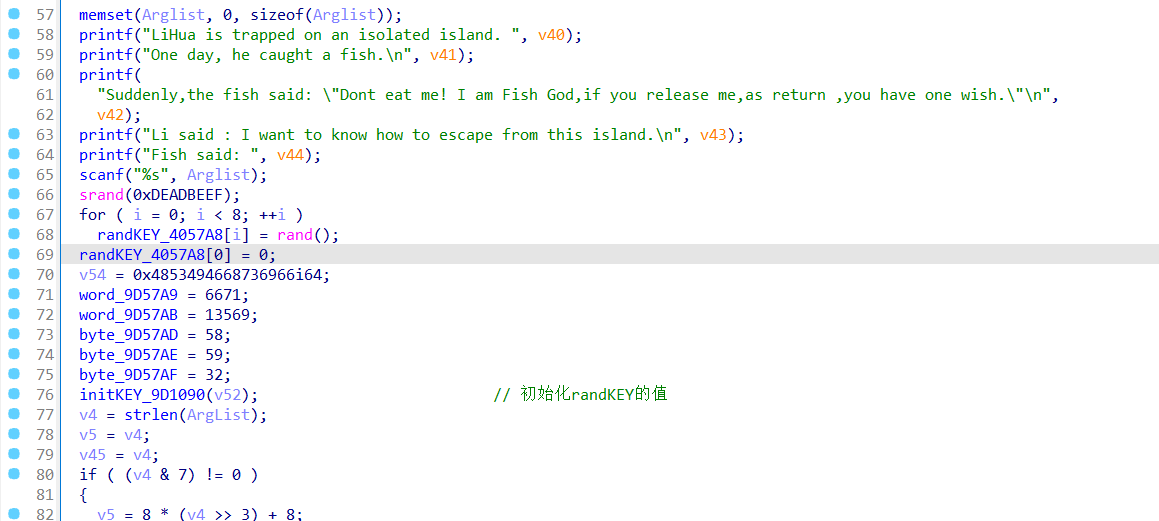 57 memset(Arglist, 0, sizeof(Arglist));
58 printf("LiHua is trapped on an isolated island. ", v40);
59 printf("One day, he caught a fish.\n", v41);
60 printf(
61 "Suddenly,the fish said: \"Dont eat me! I am Fish God,if you release me,as return ,you have one wish.\"\n",
62 v42);
63 printf("Li said : I want to know how to escape from this island.\n", v43);
64 printf("Fish said: ", v44);
65 scanf("%s", Arglist);
66 srand(0xDEADBEEF);
67 for ( i = 0; i < 8; ++i )
68 randKEY_4057A8[i] = rand();
69 randKEY_4057A8[0] = 0;
70 v54 = 0x4853494668736966i64;
71 word_9D57A9 = 6671;
72 word_9D57AB = 13569;
73 byte_9D57AD = 58;
74 byte_9D57AE = 59;
75 byte_9D57AF = 32;
76 initKEY_9D1090(v52); // 初始化randKEY的值
77 v4 = strlen(ArgList);
78 v5 = v4;
79 v45 = v4;
80 if ( (v4 & 7) != 0 )
81 {
82 v5 = 8 * (v4 >> 3) + 8;